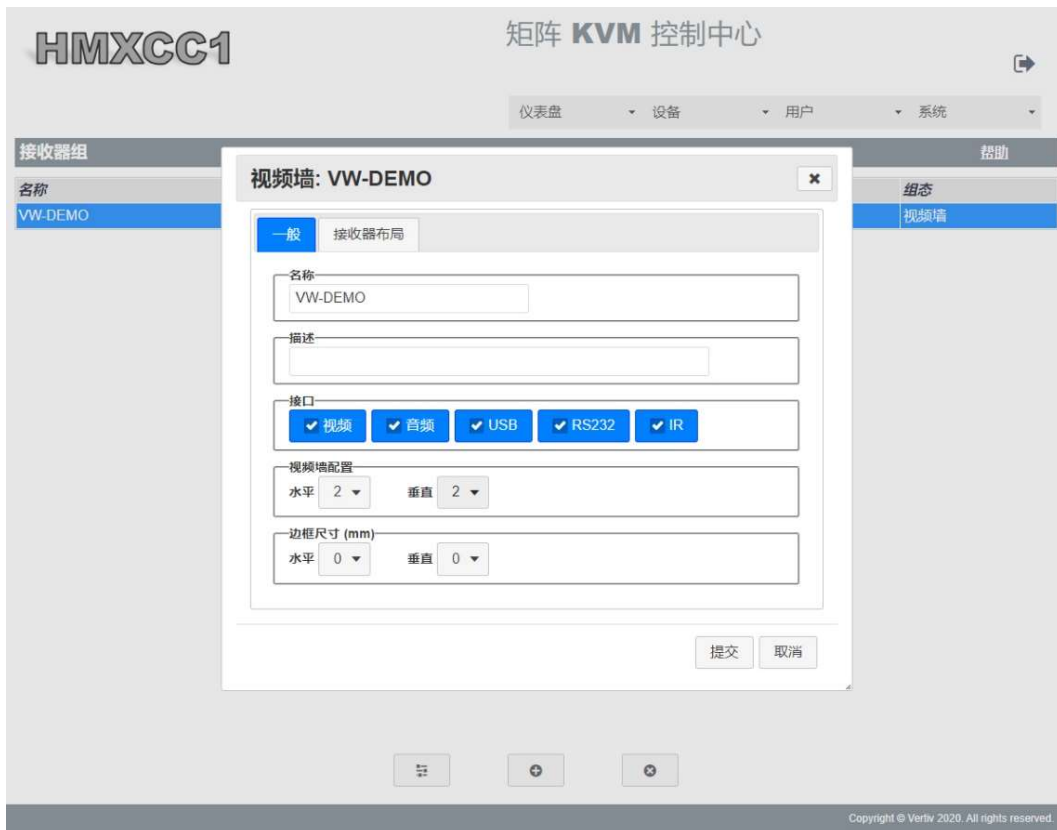 HMXCC1
矩阵 KVM 控制中心
仪表盘 设备 用户 系统
接收器组 帮助
名称 组态
VW-DEMO 视频墙
视频墙: VW-DEMO
一般 接收器布局
名称
VW-DEMO
描述
接口
视频 音频 USB RS232 IR
视频墙配置
水平 2 垂直 2
边框尺寸 (mm)
水平 0 垂直 0
提交 取消
Copyright © Vertiv 2020. All rights reserved.